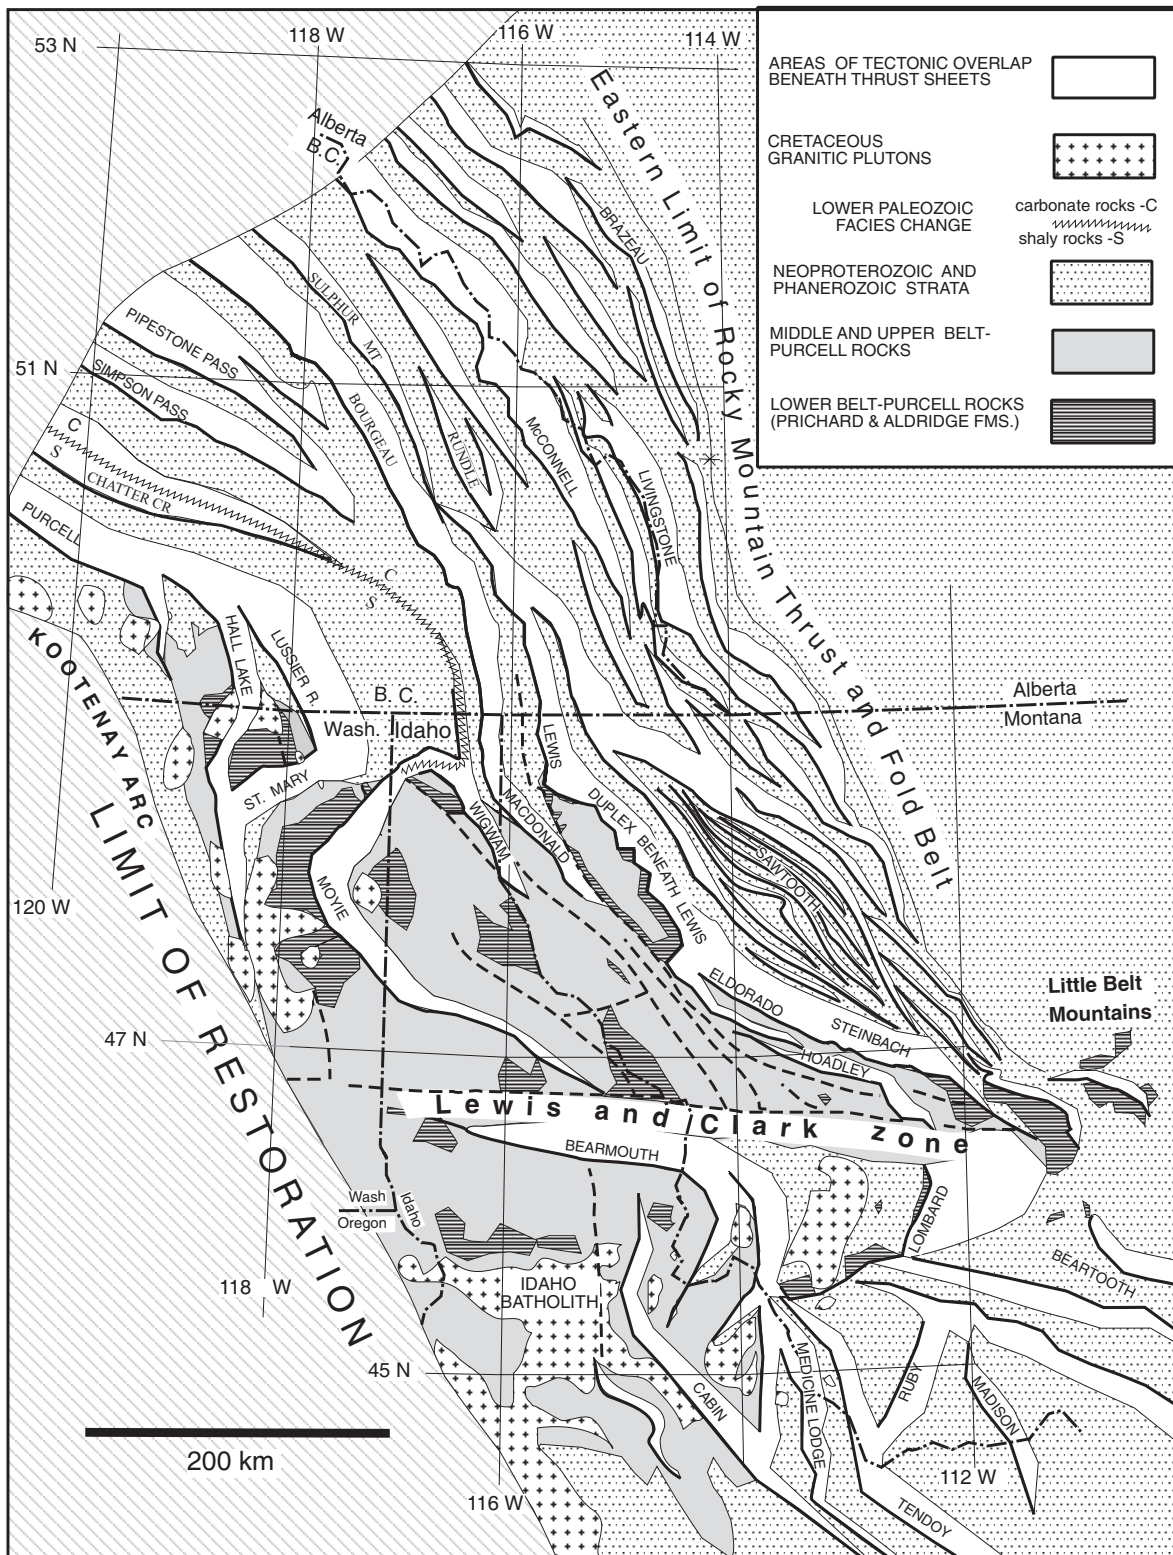 53 N
118 W
116 W
114 W
AREAS OF TECTONIC OVERLAP
BENEATH THRUST SHEETS
CRETACEOUS
GRANITIC PLUTONS
LOWER PALEOZOIC
FACIES CHANGE
carbonate rocks -C
shaly rocks -S
NEOPROTEROZOIC AND
PHANEROZOIC STRATA
MIDDLE AND UPPER BELT-
PURCELL ROCKS
LOWER BELT-PURCELL ROCKS
(PRICHARD & ALDRIDGE FMS.)
Eastern Limit of Rocky Mountain Thrust and Fold Belt
Alberta
B.C.
BRAZEAU
SULPHUR MT
PIPESTONE PASS
SIMPSON PASS
51 N
BOURGEAU
RUNDLE
McCONNELL
LIVINGSTONE
C
S
CHATTER CR
PURCELL
C
S
HALL LAKE
LUSSIER R.
KOOTENAY ARC
B. C.
Wash.
Idaho
Alberta
Montana
LEWIS
ST. MARY
WIGWAM
MACDONALD
DUPLEX BENEATH LEWIS
SAWTOOTH
MOYIE
120 W
LIMIT OF RESTORATION
ELDORADO
STEINBACH
HOADLEY
Little Belt
Mountains
47 N
Lewis and Clark zone
BEARMOUTH
Wash
Oregon
Idaho
LOMBARD
BEARTOOTH
118 W
IDAHO
BATHOLITH
45 N
CABIN
MEDICINE LODGE
RUBY
MADISON
200 km
116 W
112 W
TENDOY